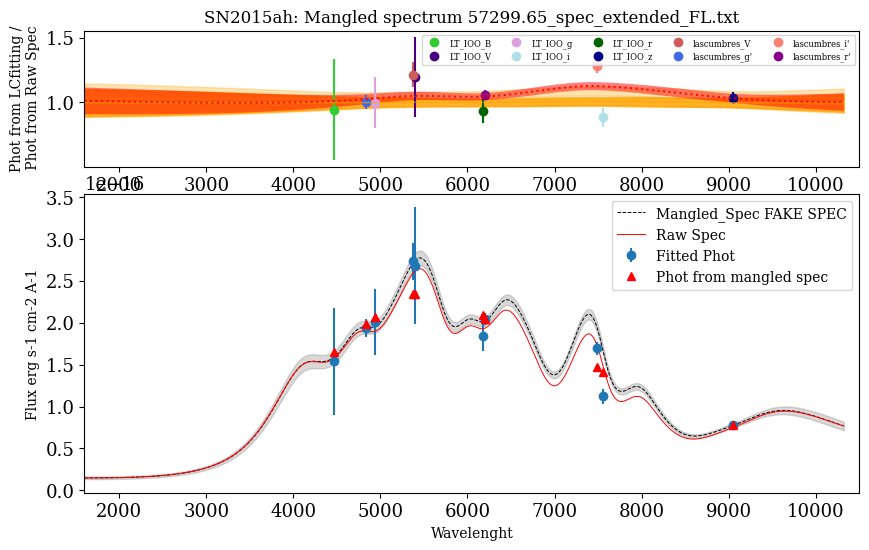 SN2015ah: Mangled spectrum 57299.65_spec_extended_FL.txt
Phot from LCfitting /
Phot from Raw Spec
1.5
1.0
LT_IOO_B LT_IOO_g LT_IOO_r lascumbres_V lascumbres_i'
LT_IOO_V LT_IOO_i LT_IOO_z lascumbres_g' lascumbres_r'
2000 3000 4000 5000 6000 7000 8000 9000 10000
1e−16
Flux erg s-1 cm-2 A-1
3.5
3.0
2.5
2.0
1.5
1.0
0.5
0.0
Mangled_Spec FAKE SPEC
Raw Spec
Fitted Phot
Phot from mangled spec
2000 3000 4000 5000 6000 7000 8000 9000 10000
Wavelenght